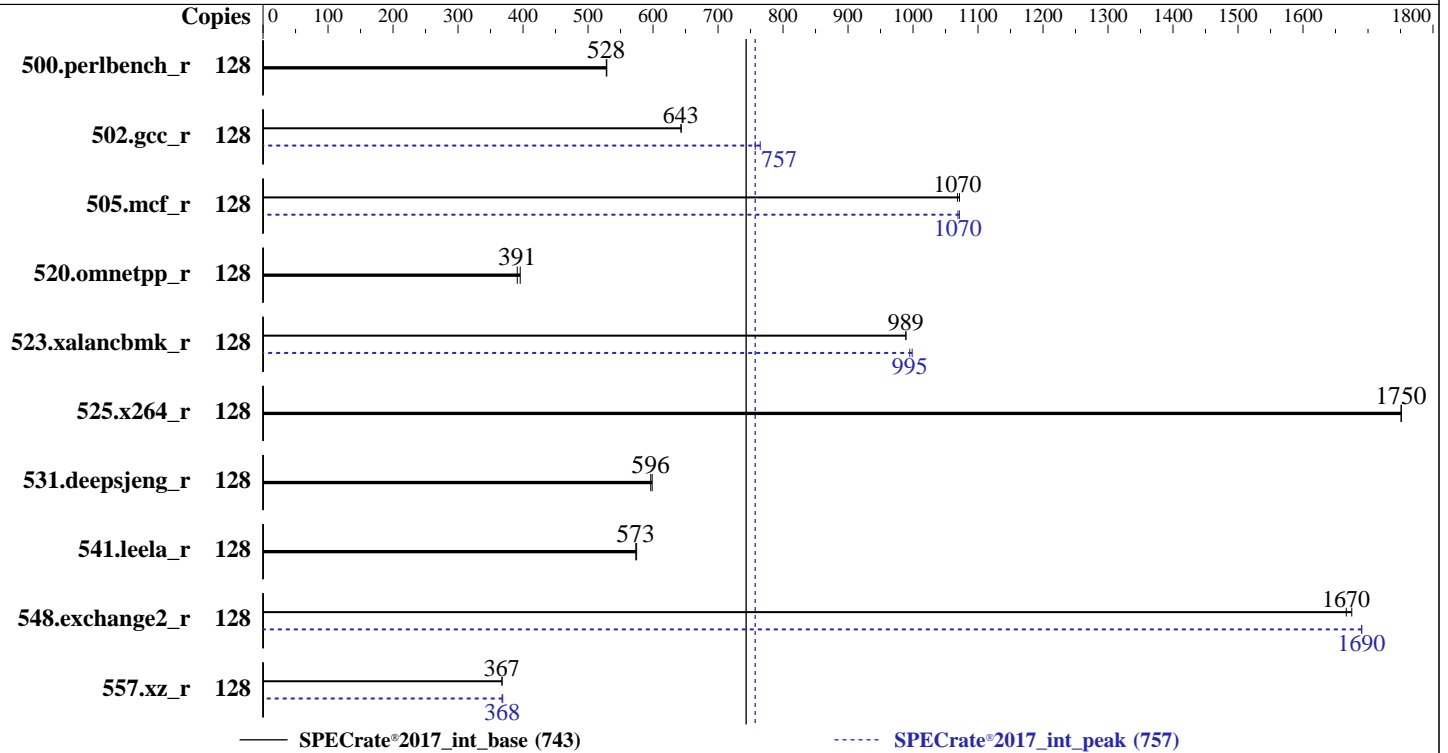 Copies 0 100 200 300 400 500 600 700 800 900 1000 1100 1200 1300 1400 1500 1600 1800
528
500.perlbench_r 128
643
502.gcc_r 128
757
1070
505.mcf_r 128
1070
391
520.omnetpp_r 128
989
523.xalancbmk_r 128
995
1750
525.x264_r 128
596
531.deepsjeng_r 128
573
541.leela_r 128
1670
548.exchange2_r 128
1690
367
557.xz_r 128
368
SPECrate®2017_int_base (743) SPECrate®2017_int_peak (757)